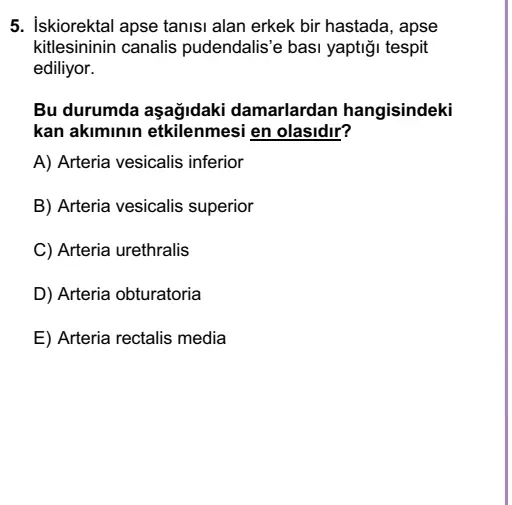 5. İskiorektal apse tanısı alan erkek bir hastada, apse
kitlesininin canalis pudendalis’e bası yaptığı tespit
ediliyor.
Bu durumda aşağıdaki damarlardan hangisindeki
kan akımının etkilenmesi en olasıdır?
A) Arteria vesicalis inferior
B) Arteria vesicalis superior
C) Arteria urethralis
D) Arteria obturatoria
E) Arteria rectalis media